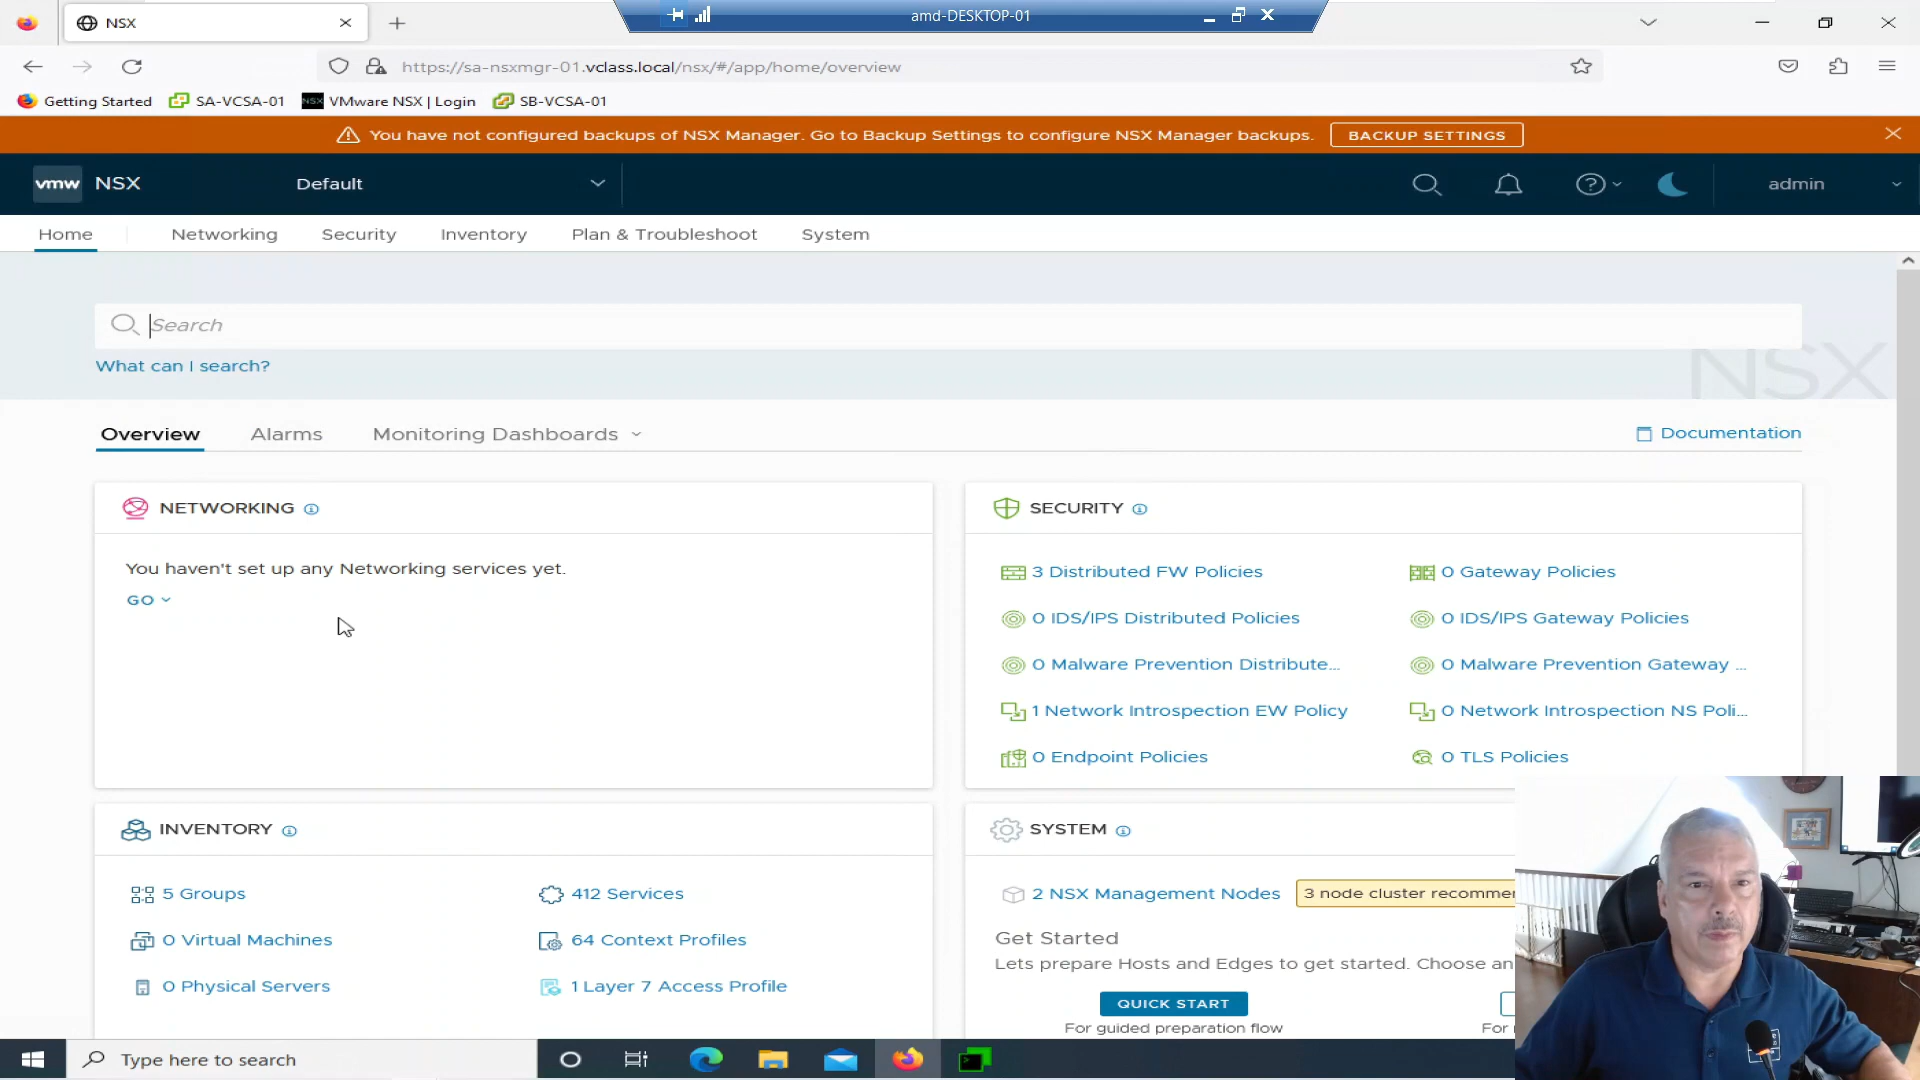 NSX
amd-DESKTOP-01
https://sa-nsxmgr-01.vclass.local/nsx/#/app/home/overview
Getting Started
SA-VCSA-01
NSX
VMware NSX | Login
SB-VCSA-01
You have not configured backups of NSX Manager. Go to Backup Settings to configure NSX Manager backups.
BACKUP SETTINGS
vmw NSX
Default
admin
Home
Networking
Security
Inventory
Plan & Troubleshoot
System
Search
What can I search?
NSX
Overview
Alarms
Monitoring Dashboards
Documentation
NETWORKING
You haven't set up any Networking services yet.
GO
SECURITY
3 Distributed FW Policies
0 Gateway Policies
0 IDS/IPS Distributed Policies
0 IDS/IPS Gateway Policies
0 Malware Prevention Distribute...
0 Malware Prevention Gateway ...
1 Network Introspection EW Policy
0 Network Introspection NS Poli...
0 Endpoint Policies
0 TLS Policies
INVENTORY
5 Groups
412 Services
0 Virtual Machines
64 Context Profiles
0 Physical Servers
1 Layer 7 Access Profile
SYSTEM
2 NSX Management Nodes
3 node cluster recommen
Get Started
Lets prepare Hosts and Edges to get started. Choose an
QUICK START
For guided preparation flow
For
Type here to search